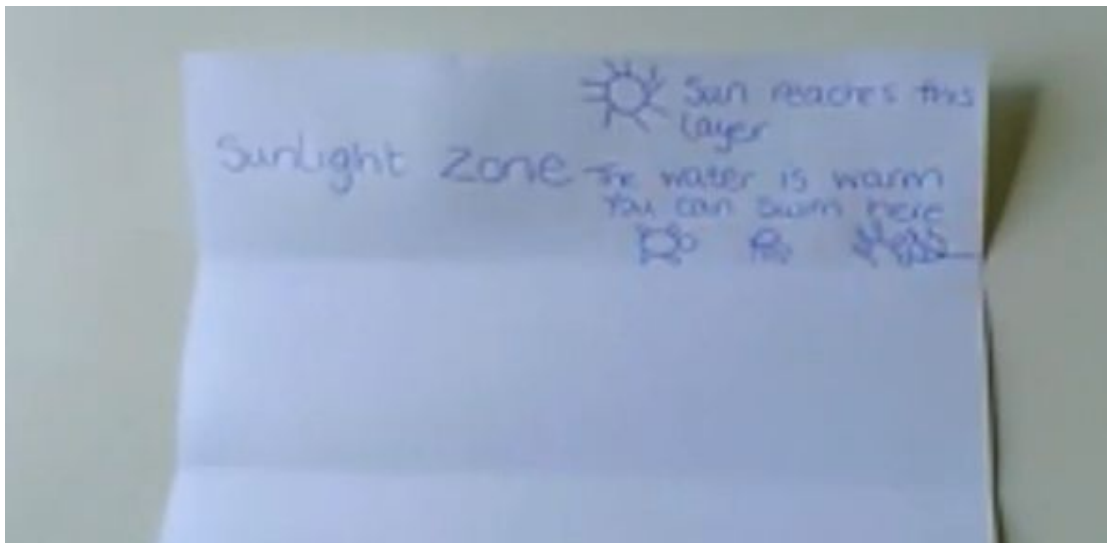 Sun reaches this
layer
Sunlight Zone
The water is warm
You can swim here